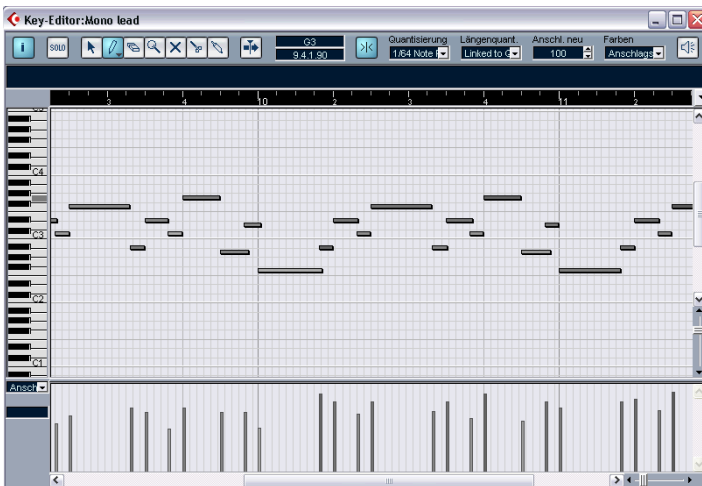 Key-Editor:Mono lead
i SOLO G3 Quantisierung Längenquant. Anschl. neu Farben
9.4.1.90 1/64 Note Linked to 100 Anschlags
3 4 10 2 3 4 11 2
C4
C3
C2
C1
Ansch